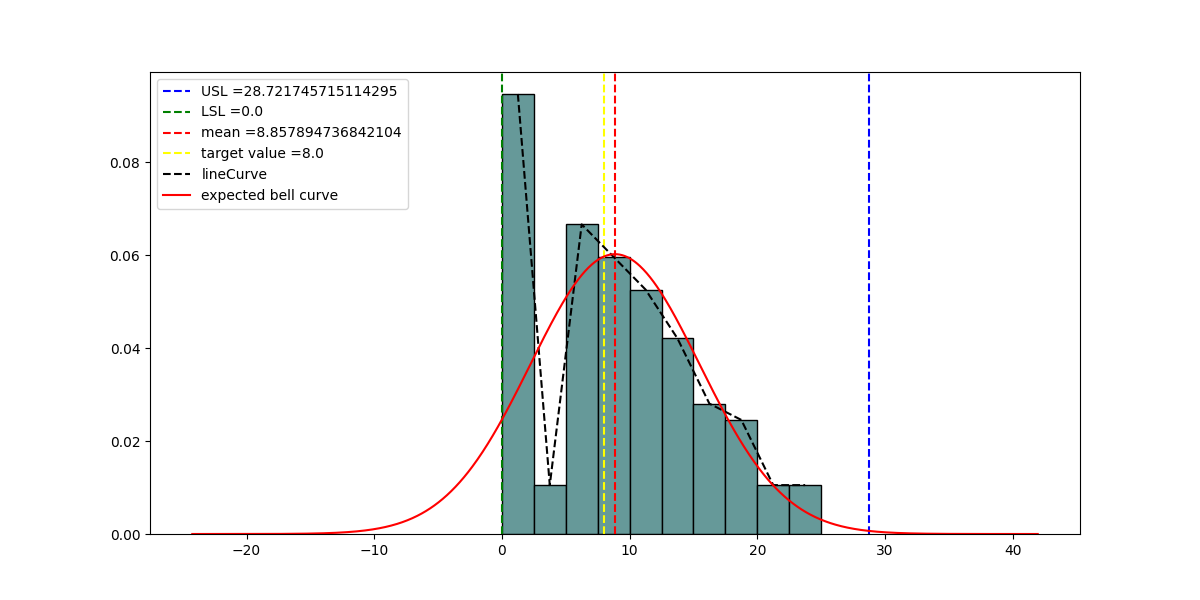 USL =28.721745715114295
LSL =0.0
mean =8.857894736842104
target value =8.0
lineCurve
expected bell curve
0.08
0.06
0.04
0.02
0.00
−20 −10 0 10 20 30 40